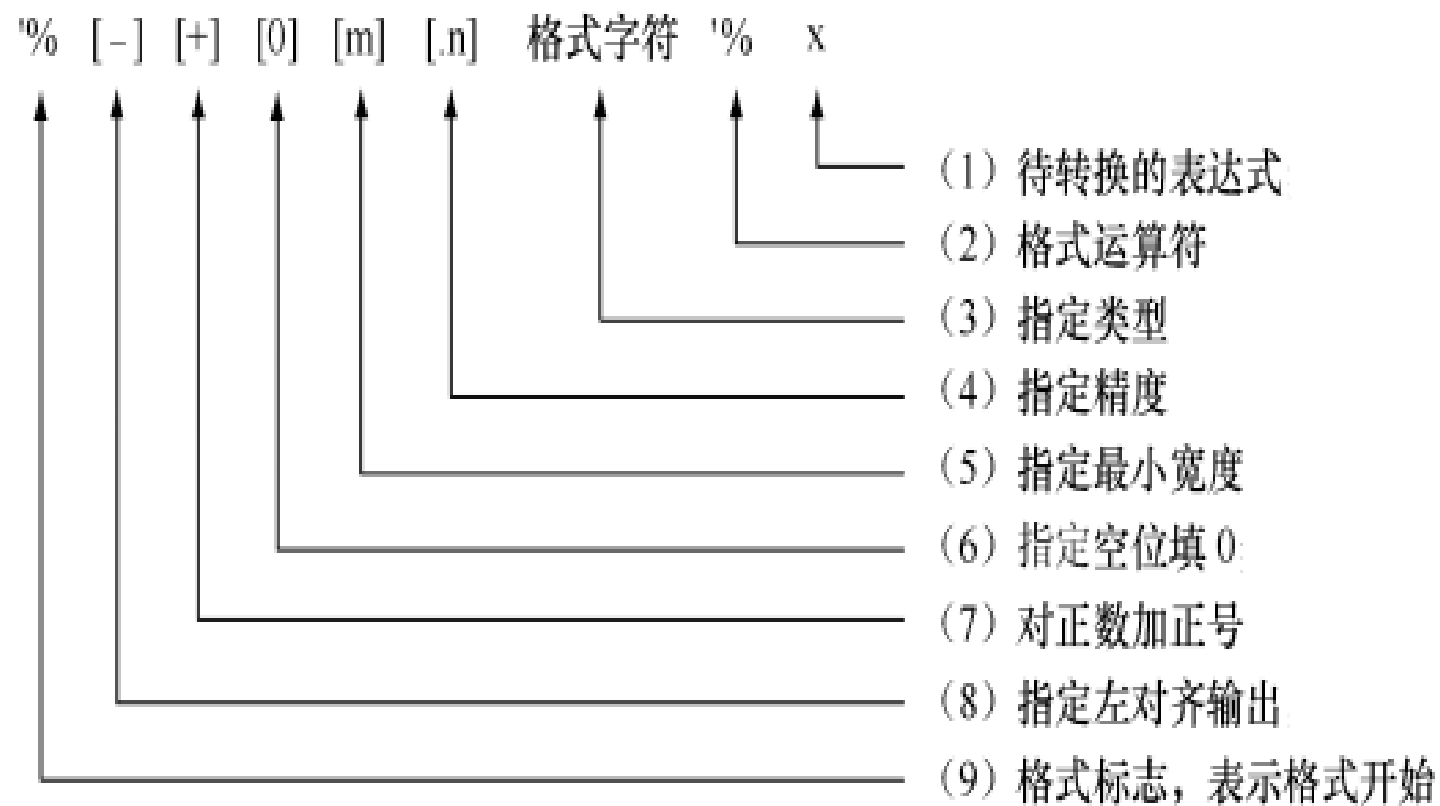 '% [-] [+] [0] [m] [.n] 格式字符 '% x
（1）待转换的表达式
（2）格式运算符
（3）指定类型
（4）指定精度
（5）指定最小宽度
（6）指定空位填 0
（7）对正数加正号
（8）指定左对齐输出
（9）格式标志，表示格式开始